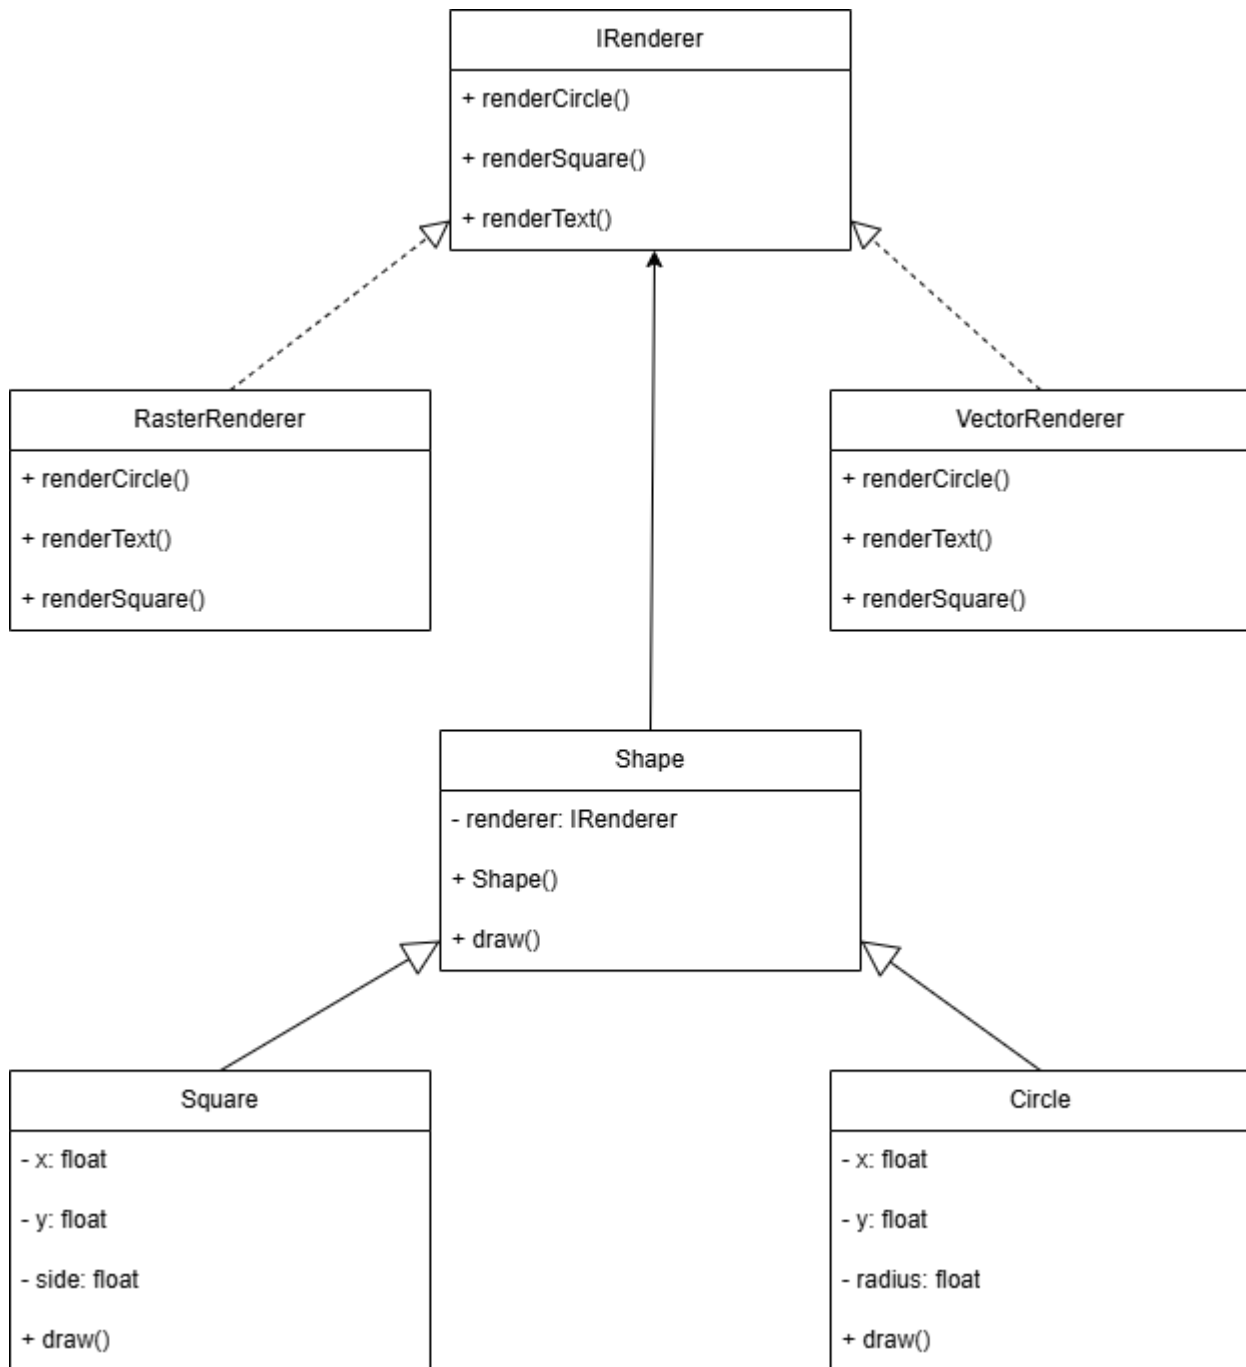 IRenderer
+ renderCircle()
+ renderSquare()
+ renderText()
RasterRenderer
+ renderCircle()
+ renderText()
+ renderSquare()
VectorRenderer
+ renderCircle()
+ renderText()
+ renderSquare()
Shape
- renderer: IRenderer
+ Shape()
+ draw()
Square
- x: float
- y: float
- side: float
+ draw()
Circle
- x: float
- y: float
- radius: float
+ draw()